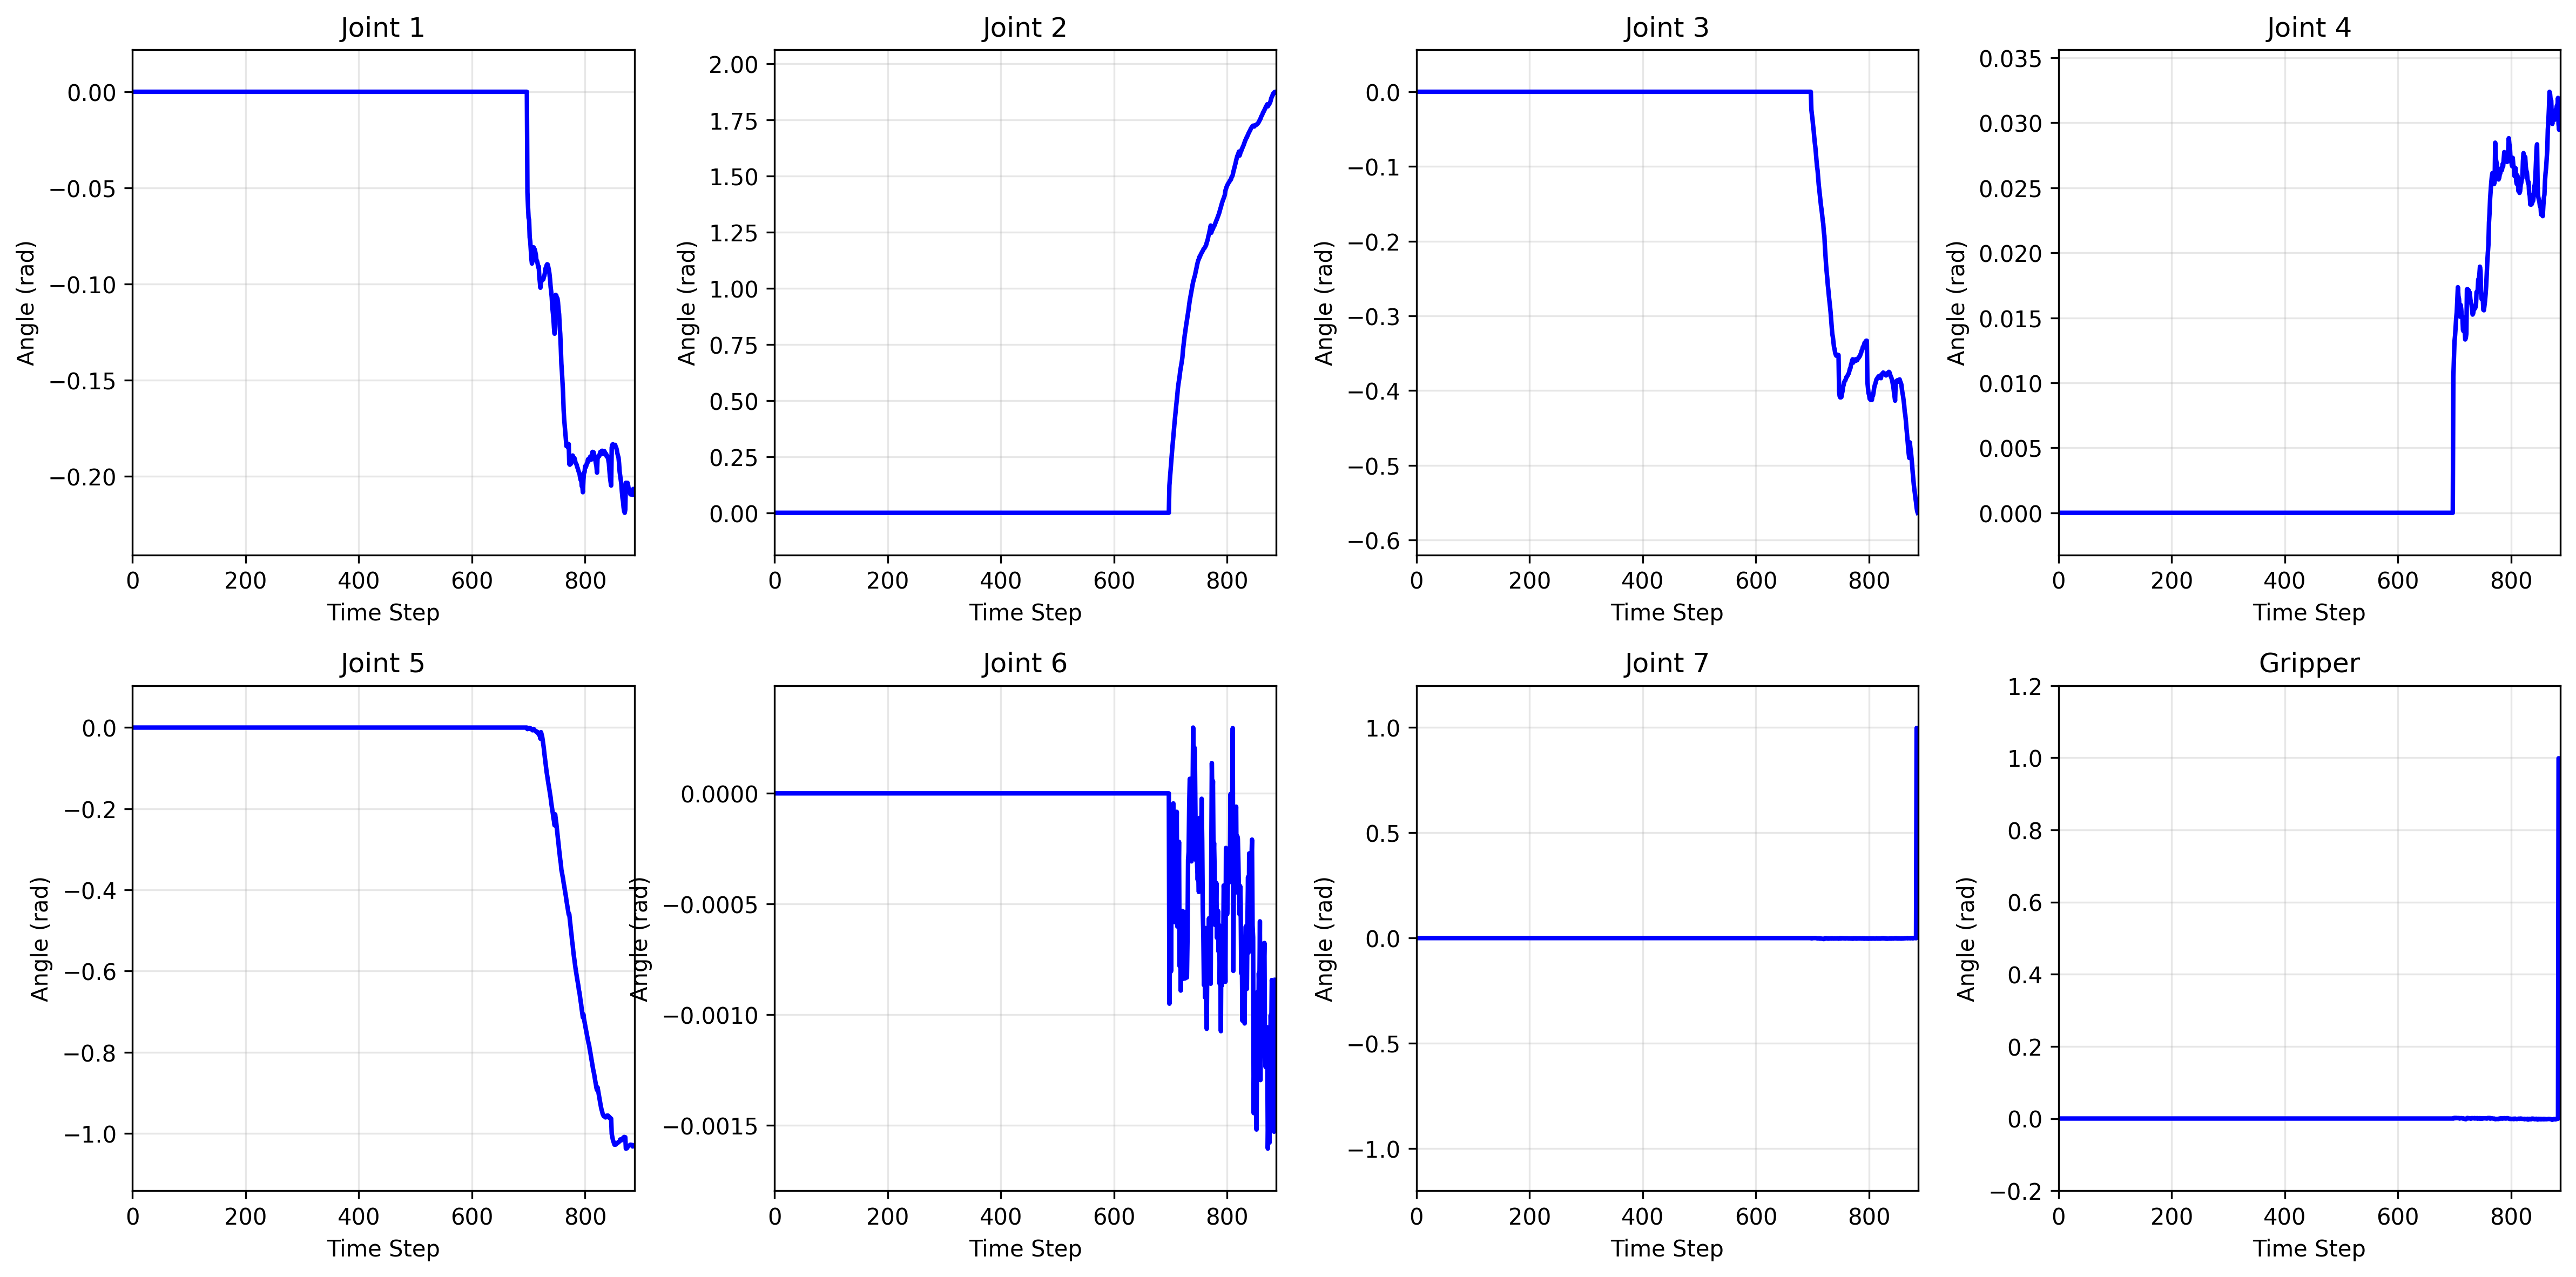 Joint 1
Joint 2
Joint 3
Joint 4
0.00
−0.05
−0.10
−0.15
−0.20
2.00
1.75
1.50
1.25
1.00
0.75
0.50
0.25
0.00
0.0
−0.1
−0.2
−0.3
−0.4
−0.5
−0.6
0.035
0.030
0.025
0.020
0.015
0.010
0.005
0.000
Angle (rad)
Angle (rad)
Angle (rad)
Angle (rad)
0 200 400 600 800
0 200 400 600 800
0 200 400 600 800
0 200 400 600 800
Time Step
Time Step
Time Step
Time Step
Joint 5
Joint 6
Joint 7
Gripper
0.0
−0.2
−0.4
−0.6
−0.8
−1.0
0.0000
−0.0005
−0.0010
−0.0015
1.0
0.5
0.0
−0.5
−1.0
1.2
1.0
0.8
0.6
0.4
0.2
0.0
−0.2
Angle (rad)
Angle (rad)
Angle (rad)
Angle (rad)
0 200 400 600 800
0 200 400 600 800
0 200 400 600 800
0 200 400 600 800
Time Step
Time Step
Time Step
Time Step